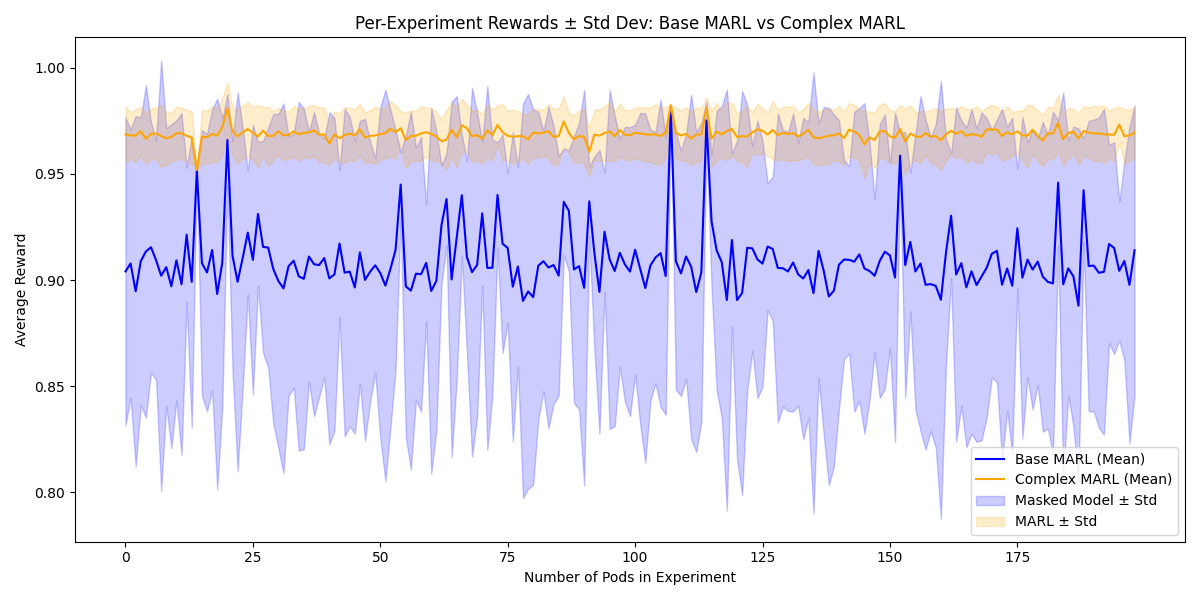 Per-Experiment Rewards ± Std Dev: Base MARL vs Complex MARL
Average Reward
1.00
0.95
0.90
0.85
0.80
0
25
50
75
100
125
150
175
Number of Pods in Experiment
Base MARL (Mean)
Complex MARL (Mean)
Masked Model ± Std
MARL ± Std